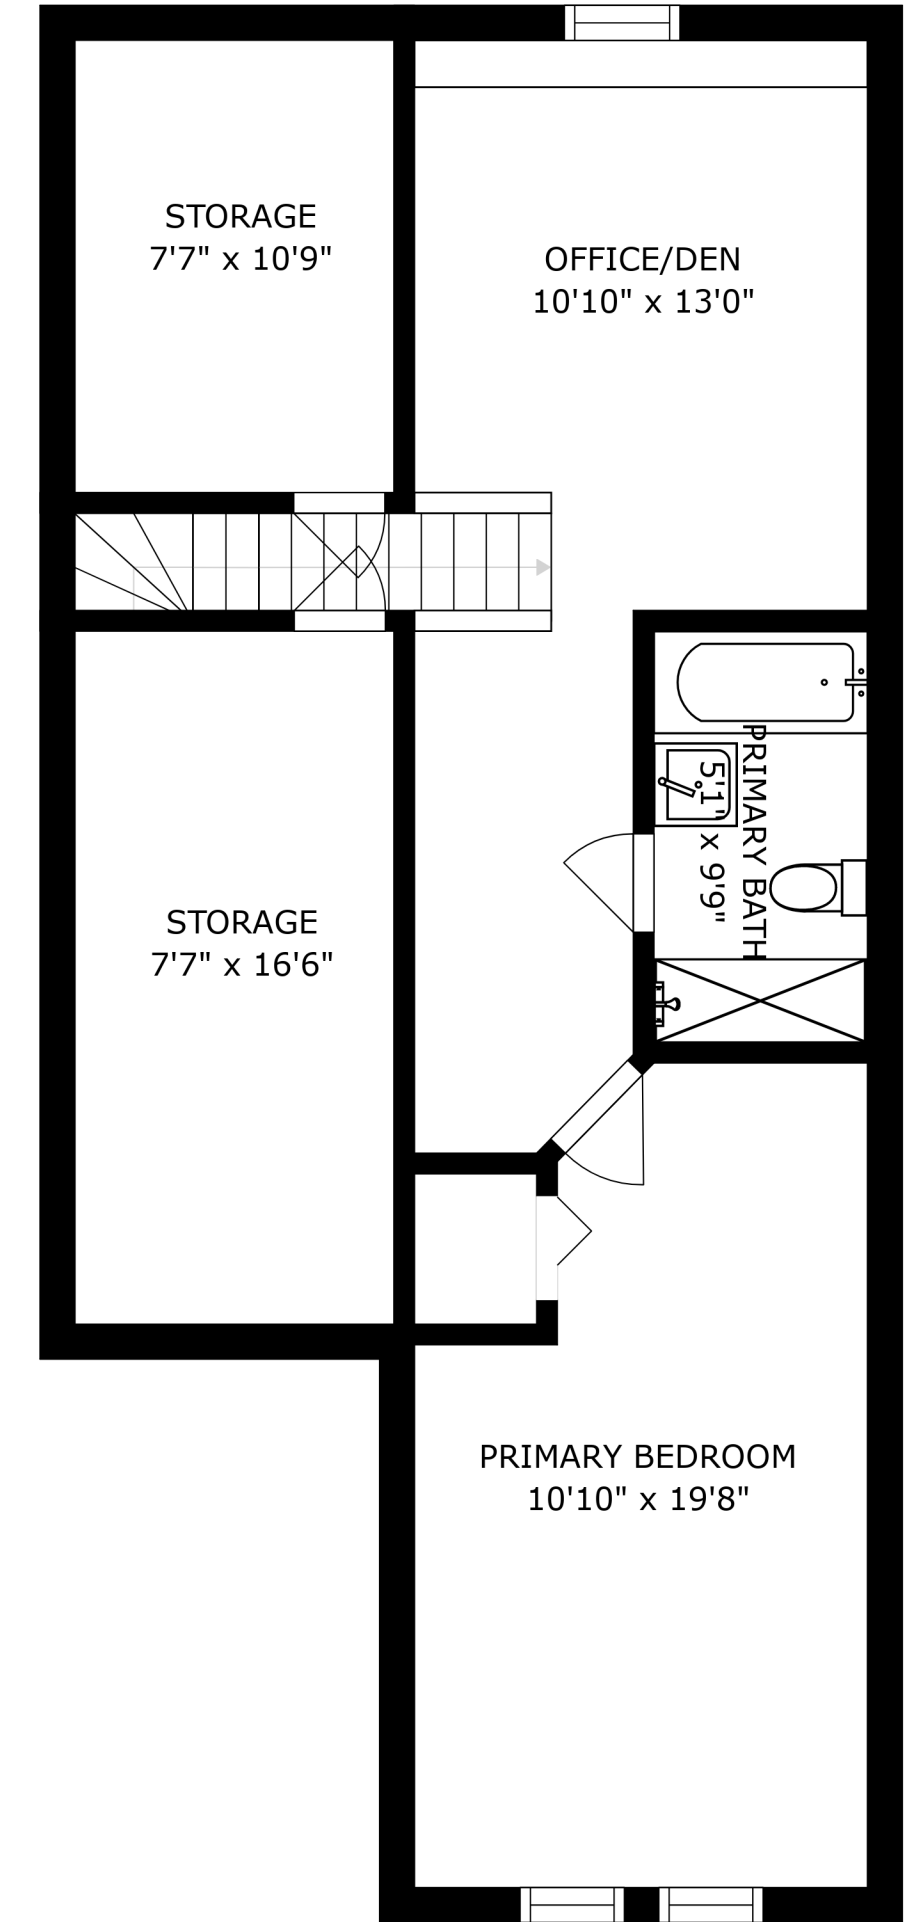 STORAGE
7'7" x 10'9"
OFFICE/DEN
10'10" x 13'0"
PRIMARY BATH
5'1" x 9'9"
STORAGE
7'7" x 16'6"
PRIMARY BEDROOM
10'10" x 19'8"